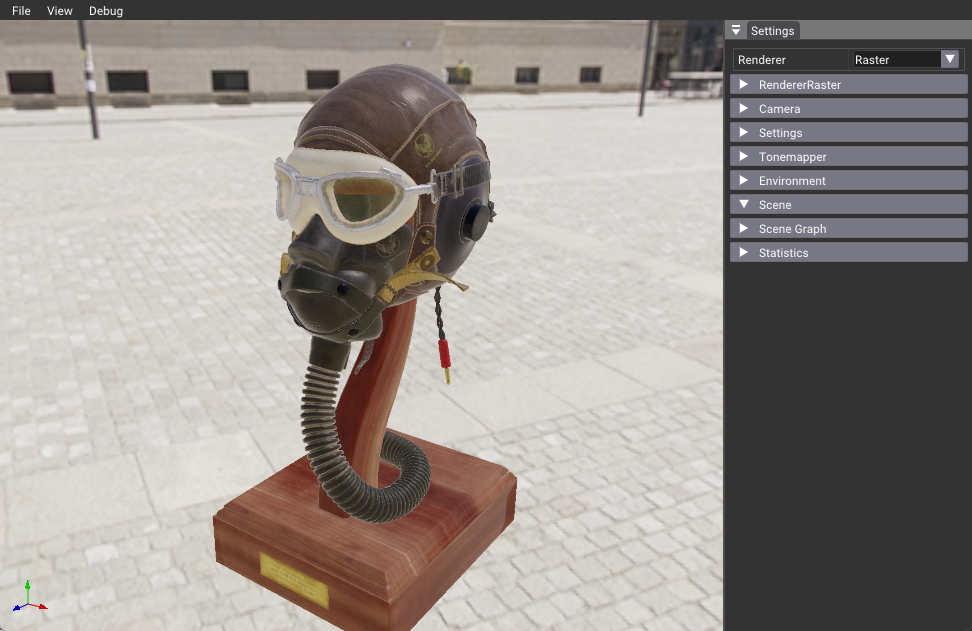 File View Debug
Settings
Renderer Raster
RendererRaster
Camera
Settings
Tonemapper
Environment
Scene
Scene Graph
Statistics